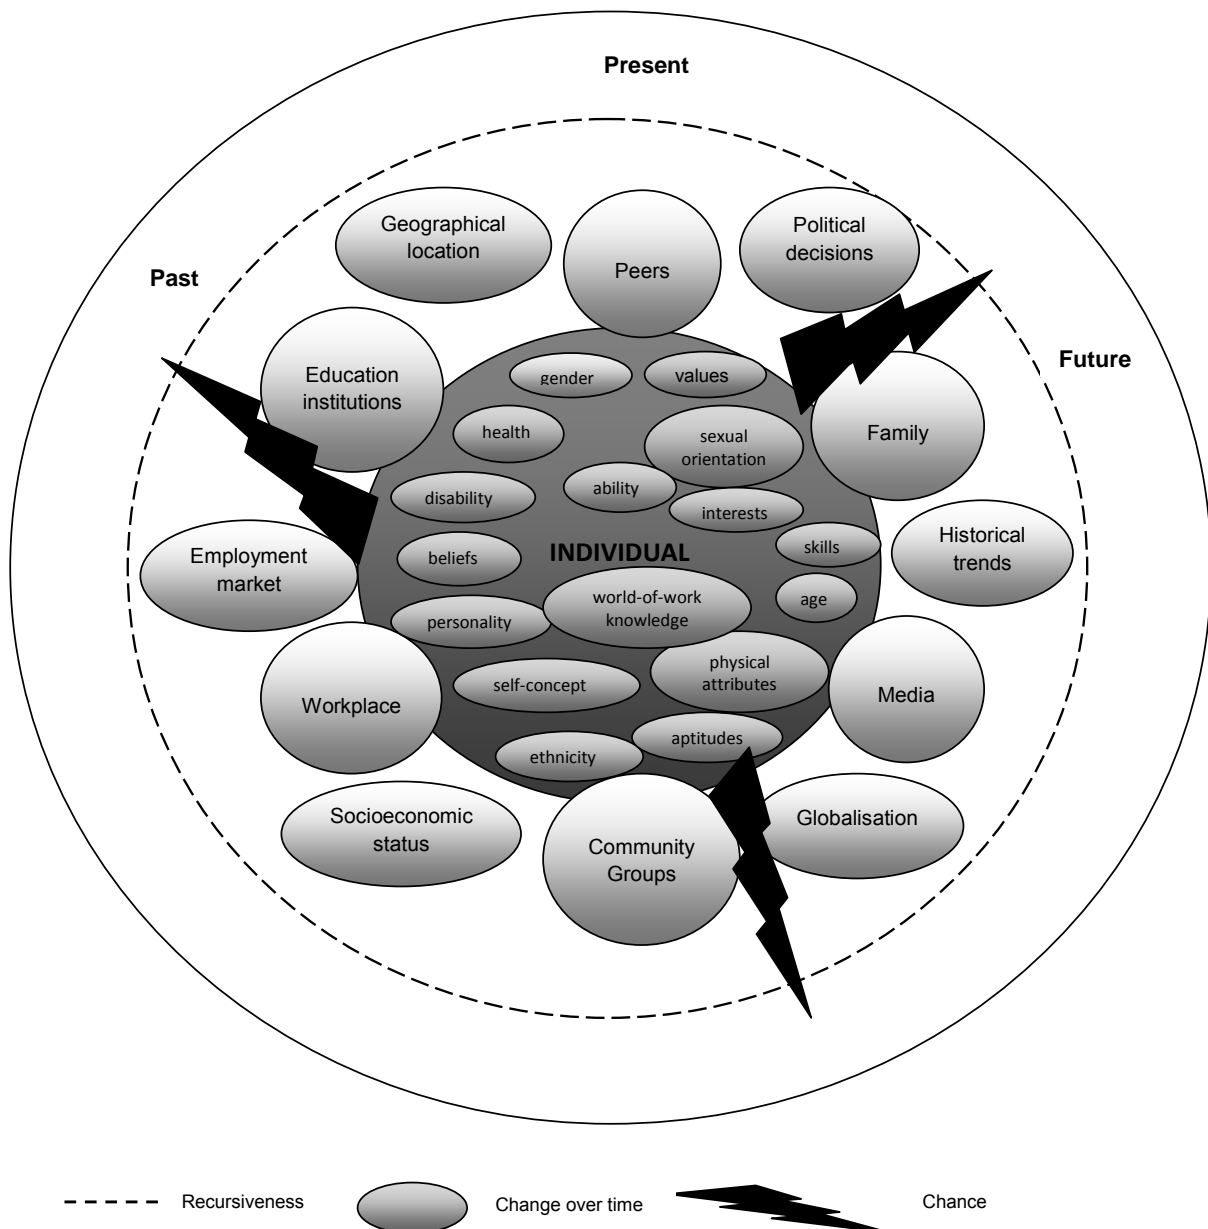 Present
Geographical
location
Peers
Political
decisions
Past
Future
Education
institutions
gender
values
Family
health
sexual
orientation
disability
ability
interests
Employment
market
beliefs
INDIVIDUAL
skills
Historical
trends
personality
world-of-work
knowledge
age
Workplace
self-concept
physical
attributes
Media
ethnicity
aptitudes
Socioeconomic
status
Community
Groups
Globalisation
Recursiveness
Change over time
Chance